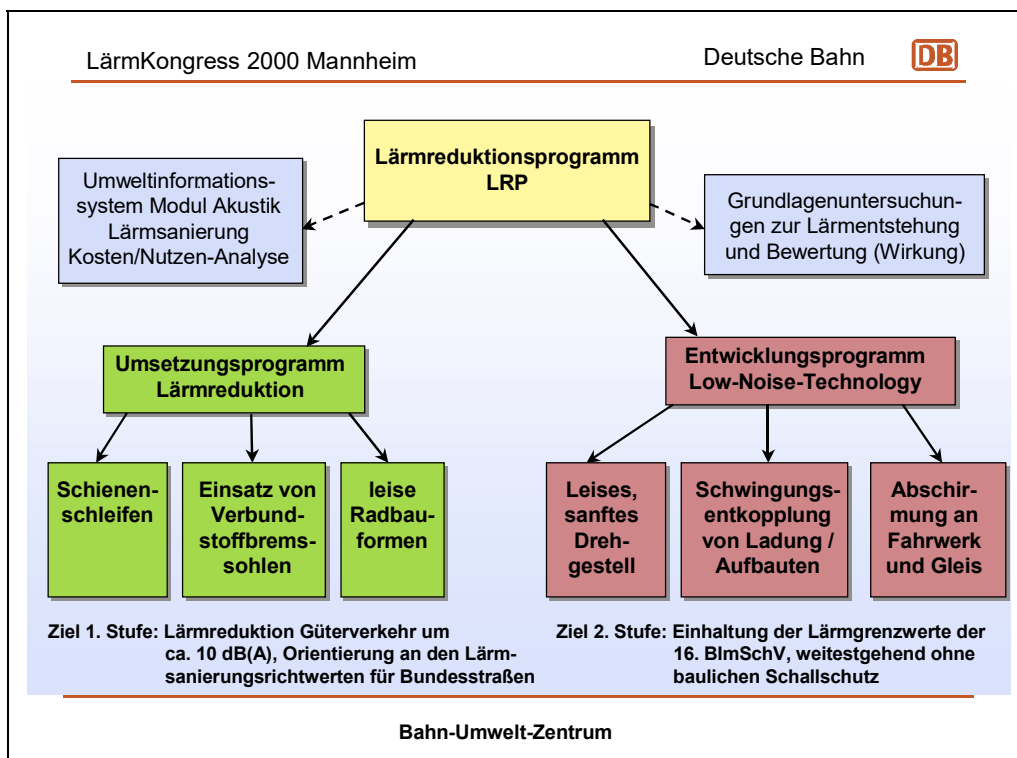 LärmKongress 2000 Mannheim
Deutsche Bahn
DB
Lärmreduktionsprogramm
LRP
Umweltinformations-
system Modul Akustik
Lärmsanierung
Kosten/Nutzen-Analyse
Grundlagenuntersuchun-
gen zur Lärmentstehung
und Bewertung (Wirkung)
Umsetzungsprogramm
Lärmreduktion
Entwicklungsprogramm
Low-Noise-Technology
Schienen-
schleifen
Einsatz von
Verbund-
stoffbrems-
sohlen
leise
Radbau-
formen
Leises,
sanftes
Dreh-
gestell
Schwingungs-
entkopplung
von Ladung /
Aufbauten
Abschir-
mung an
Fahrwerk
und Gleis
Ziel 1. Stufe: Lärmreduktion Güterverkehr um
ca. 10 dB(A), Orientierung an den Lärm-
sanierungsrichtwerten für Bundesstraßen
Ziel 2. Stufe: Einhaltung der Lärmgrenzwerte der
16. BImSchV, weitestgehend ohne
baulichen Schallschutz
Bahn-Umwelt-Zentrum